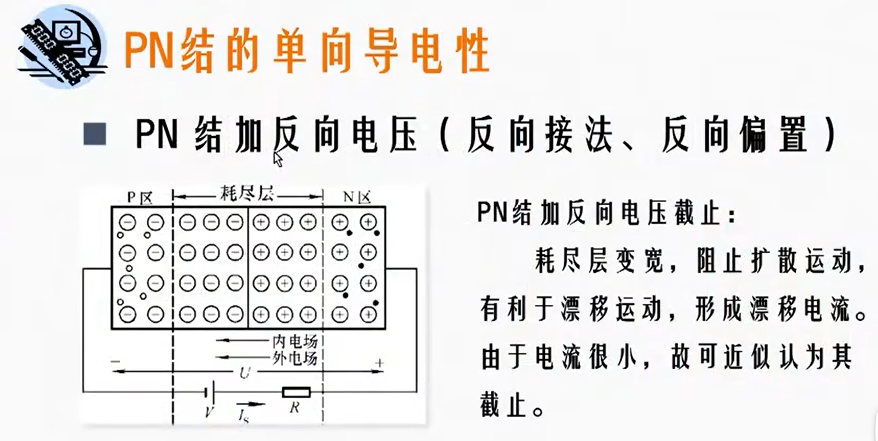 PN结的单向导电性
PN 结加反向电压（反向接法、反向偏置）
P区
耗尽层
N区
内电场
外电场
－
U
＋
V
I_S
R
PN结加反向电压截止：
耗尽层变宽，阻止扩散运动，
有利于漂移运动，形成漂移电流。
由于电流很小，故可近似认为其
截止。